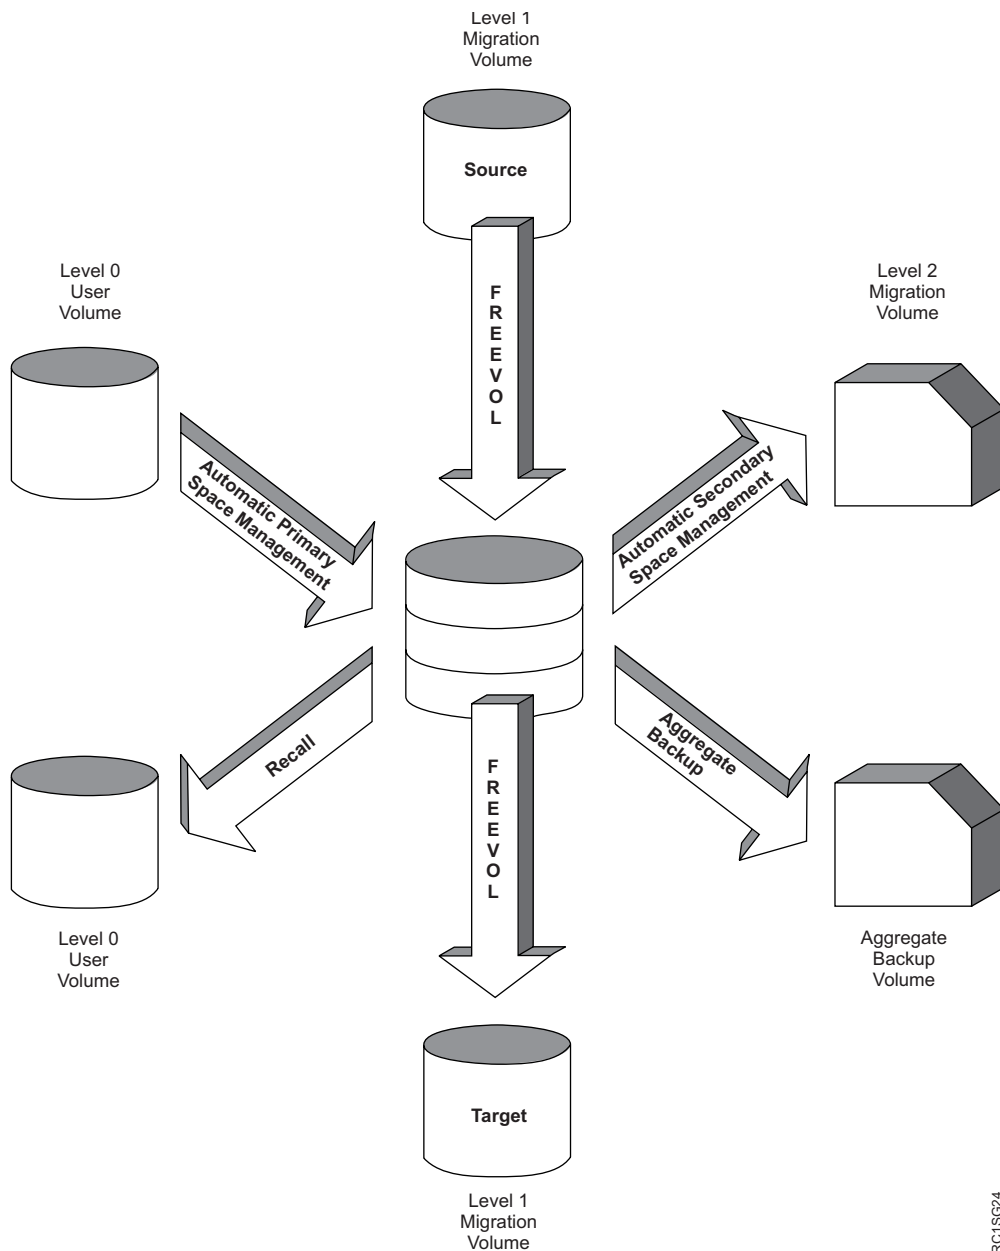 Level 1
Migration
Volume
Source
Level 0
User
Volume
Level 2
Migration
Volume
F
R
E
E
V
O
L
Automatic Primary
Space Management
Automatic Secondary
Space Management
Recall
Aggregate
Backup
F
R
E
E
V
O
L
Level 0
User
Volume
Aggregate
Backup
Volume
Target
Level 1
Migration
Volume
RC1SG24